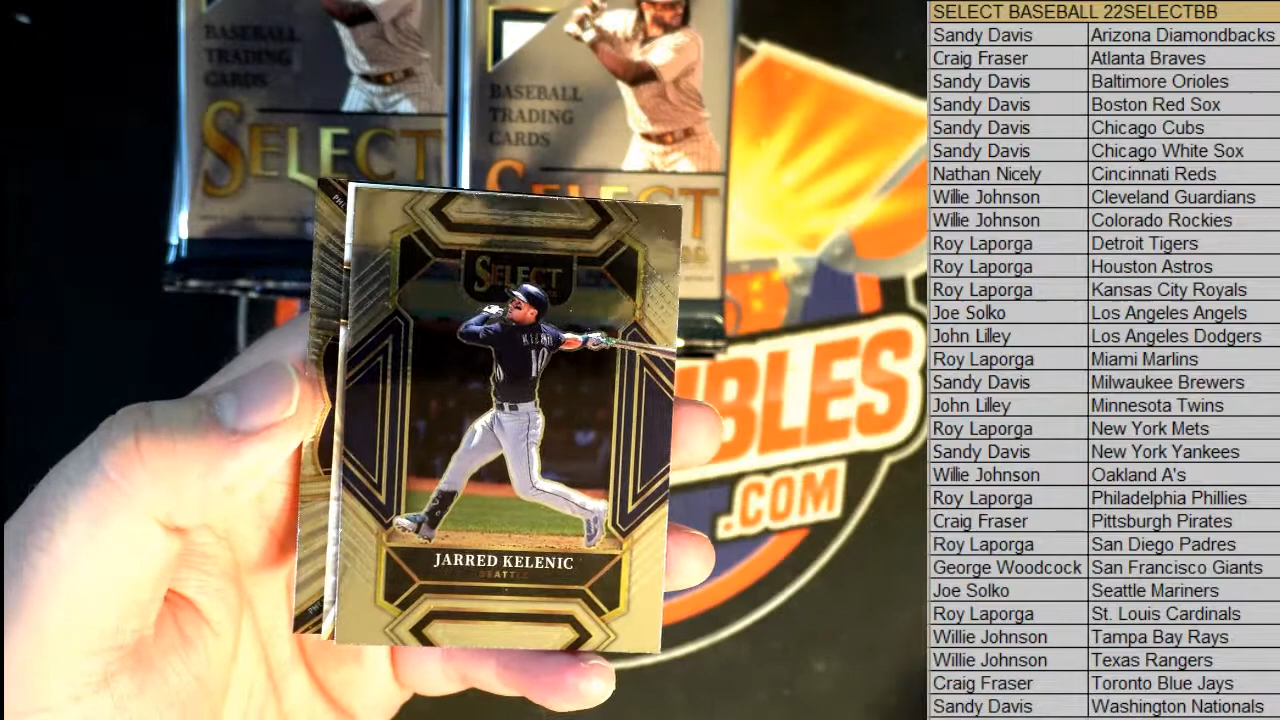 BASEBALL
TRADING
CARDS
SELECT
BASEBALL
TRADING
CARDS
SELECT
SELECT
10
JARRED KELENIC
SEATTLE
BLES
.COM
SELECT BASEBALL 22SELECTBB
Sandy Davis Arizona Diamondbacks
Craig Fraser Atlanta Braves
Sandy Davis Baltimore Orioles
Sandy Davis Boston Red Sox
Sandy Davis Chicago Cubs
Sandy Davis Chicago White Sox
Nathan Nicely Cincinnati Reds
Willie Johnson Cleveland Guardians
Willie Johnson Colorado Rockies
Roy Laporga Detroit Tigers
Roy Laporga Houston Astros
Roy Laporga Kansas City Royals
Joe Solko Los Angeles Angels
John Lilley Los Angeles Dodgers
Roy Laporga Miami Marlins
Sandy Davis Milwaukee Brewers
John Lilley Minnesota Twins
Roy Laporga New York Mets
Sandy Davis New York Yankees
Willie Johnson Oakland A's
Roy Laporga Philadelphia Phillies
Craig Fraser Pittsburgh Pirates
Roy Laporga San Diego Padres
George Woodcock San Francisco Giants
Joe Solko Seattle Mariners
Roy Laporga St. Louis Cardinals
Willie Johnson Tampa Bay Rays
Willie Johnson Texas Rangers
Craig Fraser Toronto Blue Jays
Sandy Davis Washington Nationals